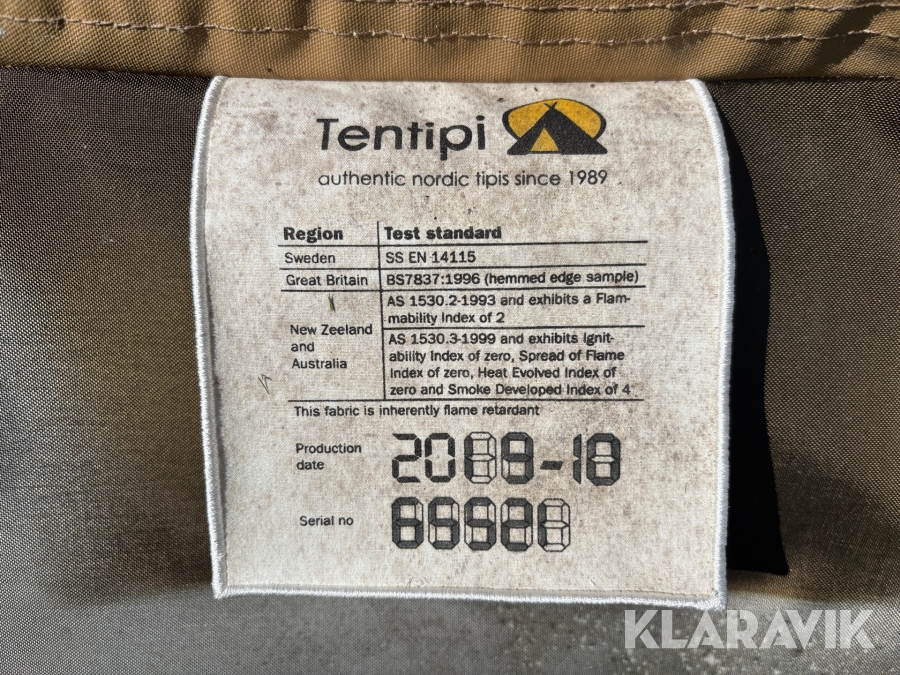 Tentipi
authentic nordic tipis since 1989
Region Test standard
Sweden SS EN 14115
Great Britain BS7837:1996 (hemmed edge sample)
New Zeeland and Australia
AS 1530.2-1993 and exhibits a Flam-
mability Index of 2
AS 1530.3-1999 and exhibits Ignit-
ability Index of zero, Spread of Flame
Index of zero, Heat Evolved Index of
zero and Smoke Developed Index of 4
This fabric is inherently flame retardant
Production
date
Serial no
KLARAVIK